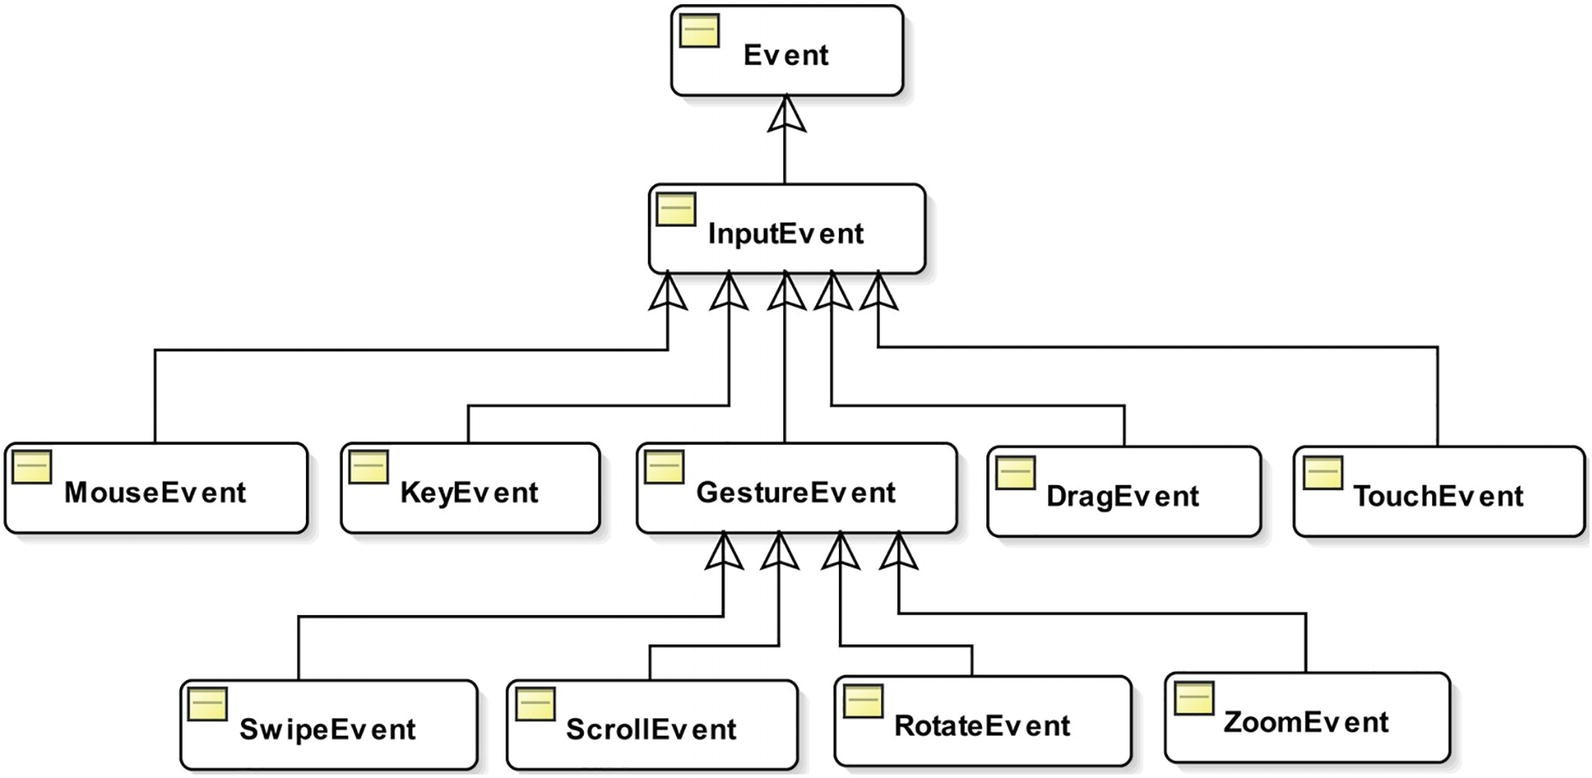 Event
InputEvent
MouseEvent
KeyEvent
GestureEvent
DragEvent
TouchEvent
SwipeEvent
ScrollEvent
RotateEvent
ZoomEvent